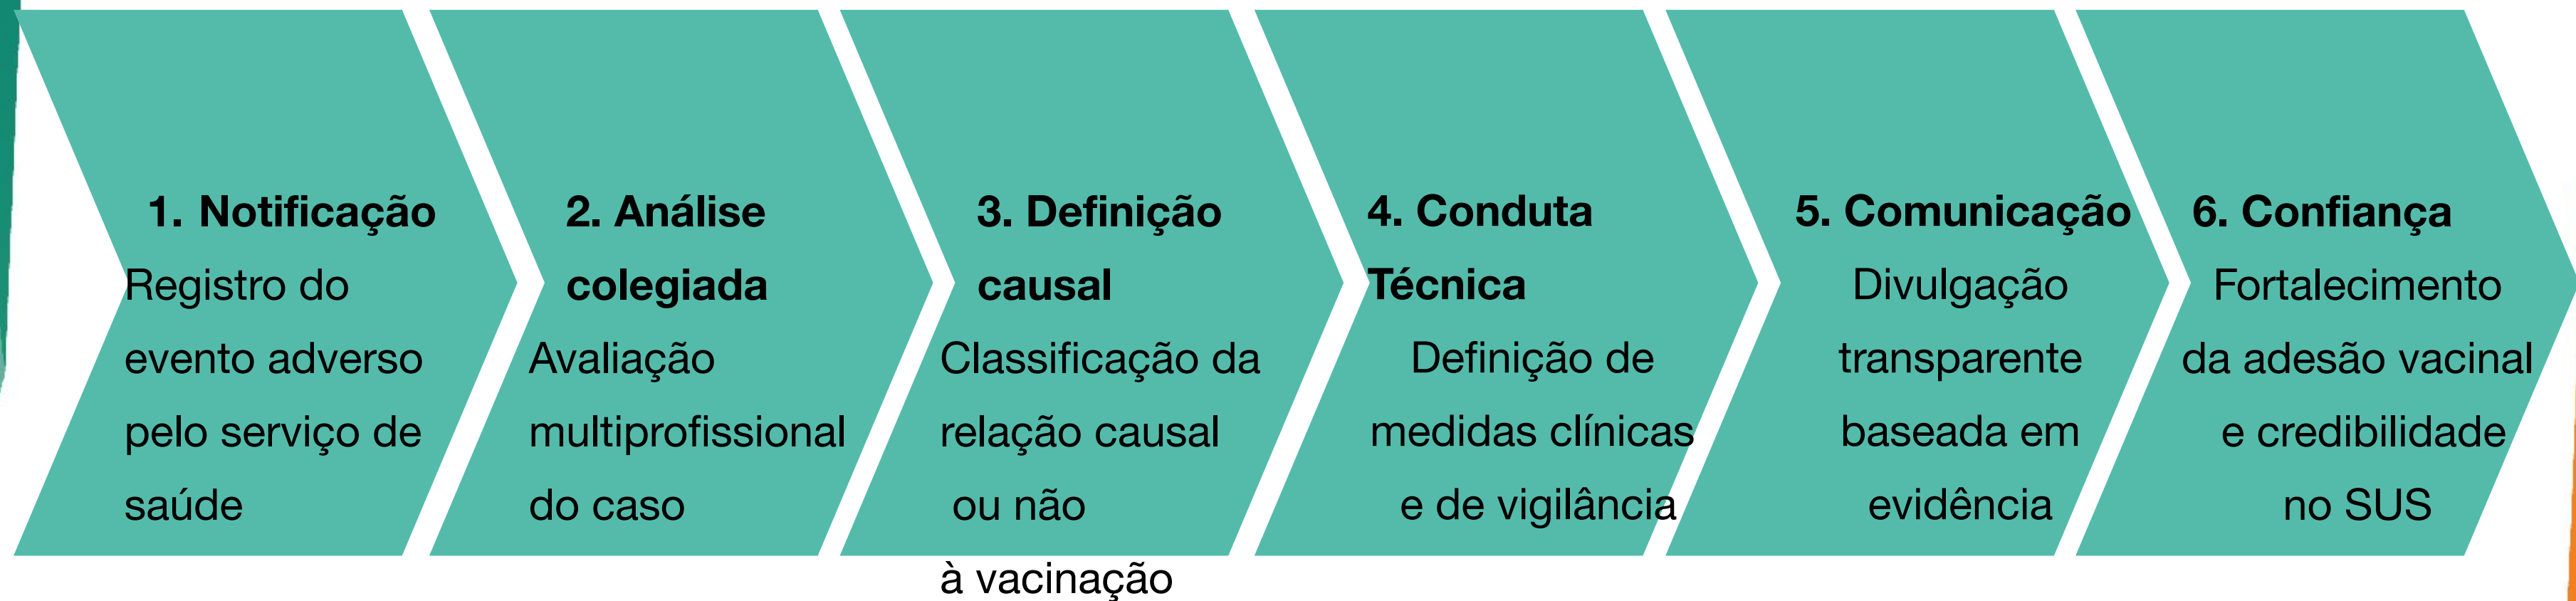 1. Notificação
Registro do
evento adverso
pelo serviço de
saúde
2. Análise
colegiada
Avaliação
multiprofissional
do caso
3. Definição
causal
Classificação da
relação causal
ou não
à vacinação
4. Conduta
Técnica
Definição de
medidas clínicas
e de vigilância
5. Comunicação
Divulgação
transparente
baseada em
evidência
6. Confiança
Fortalecimento
da adesão vacinal
e credibilidade
no SUS